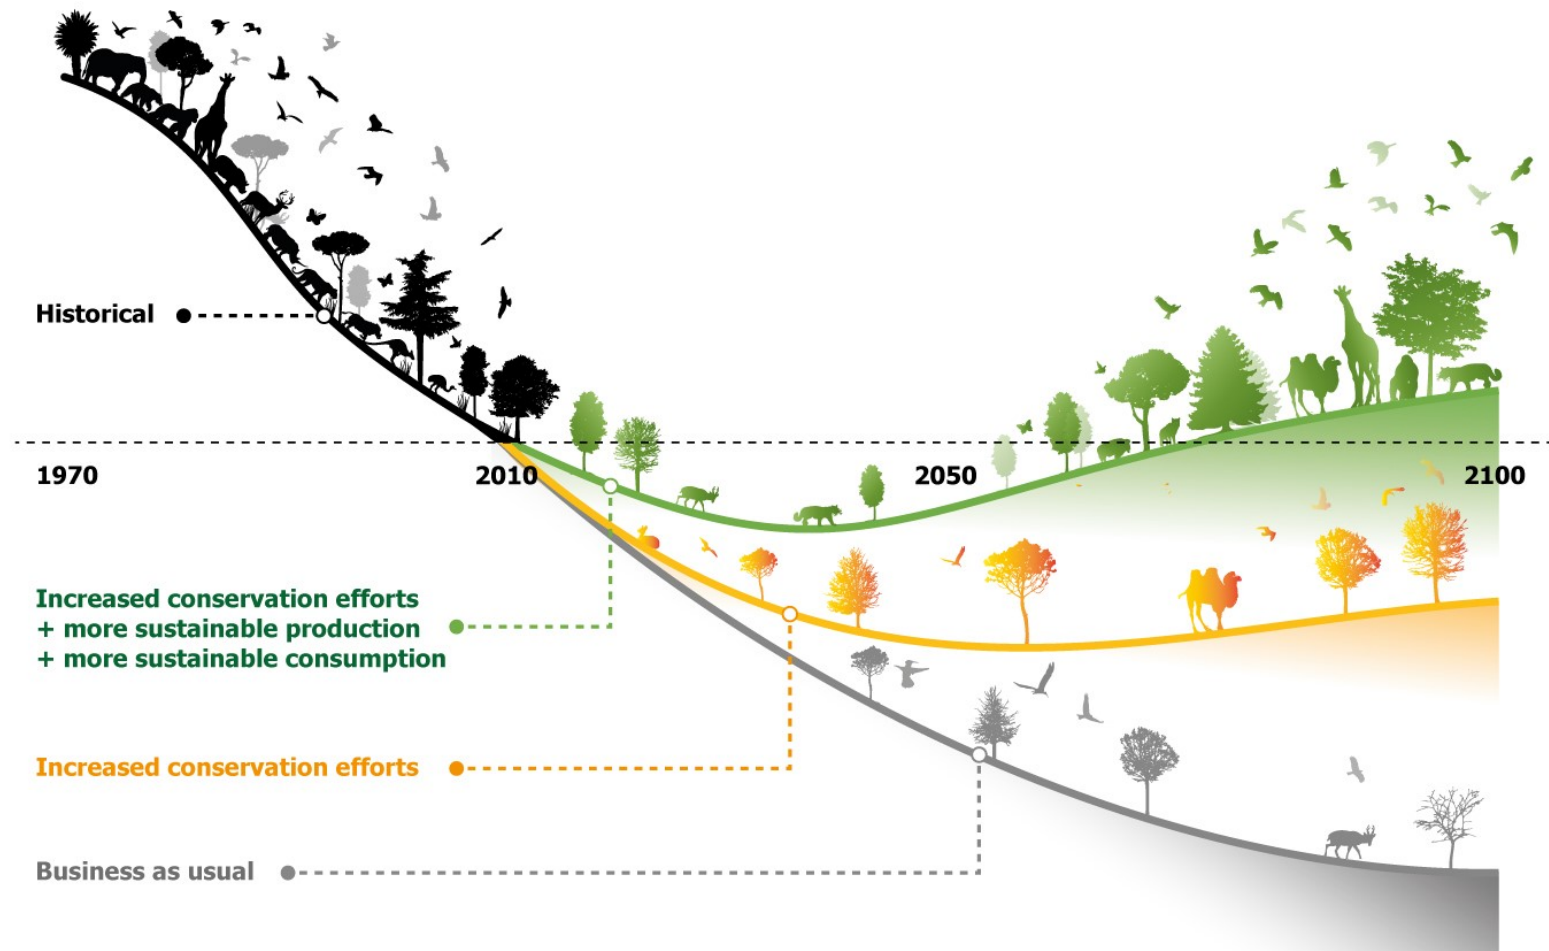 Historical
1970
2010
2050
2100
Increased conservation efforts
+ more sustainable production
+ more sustainable consumption
Increased conservation efforts
Business as usual